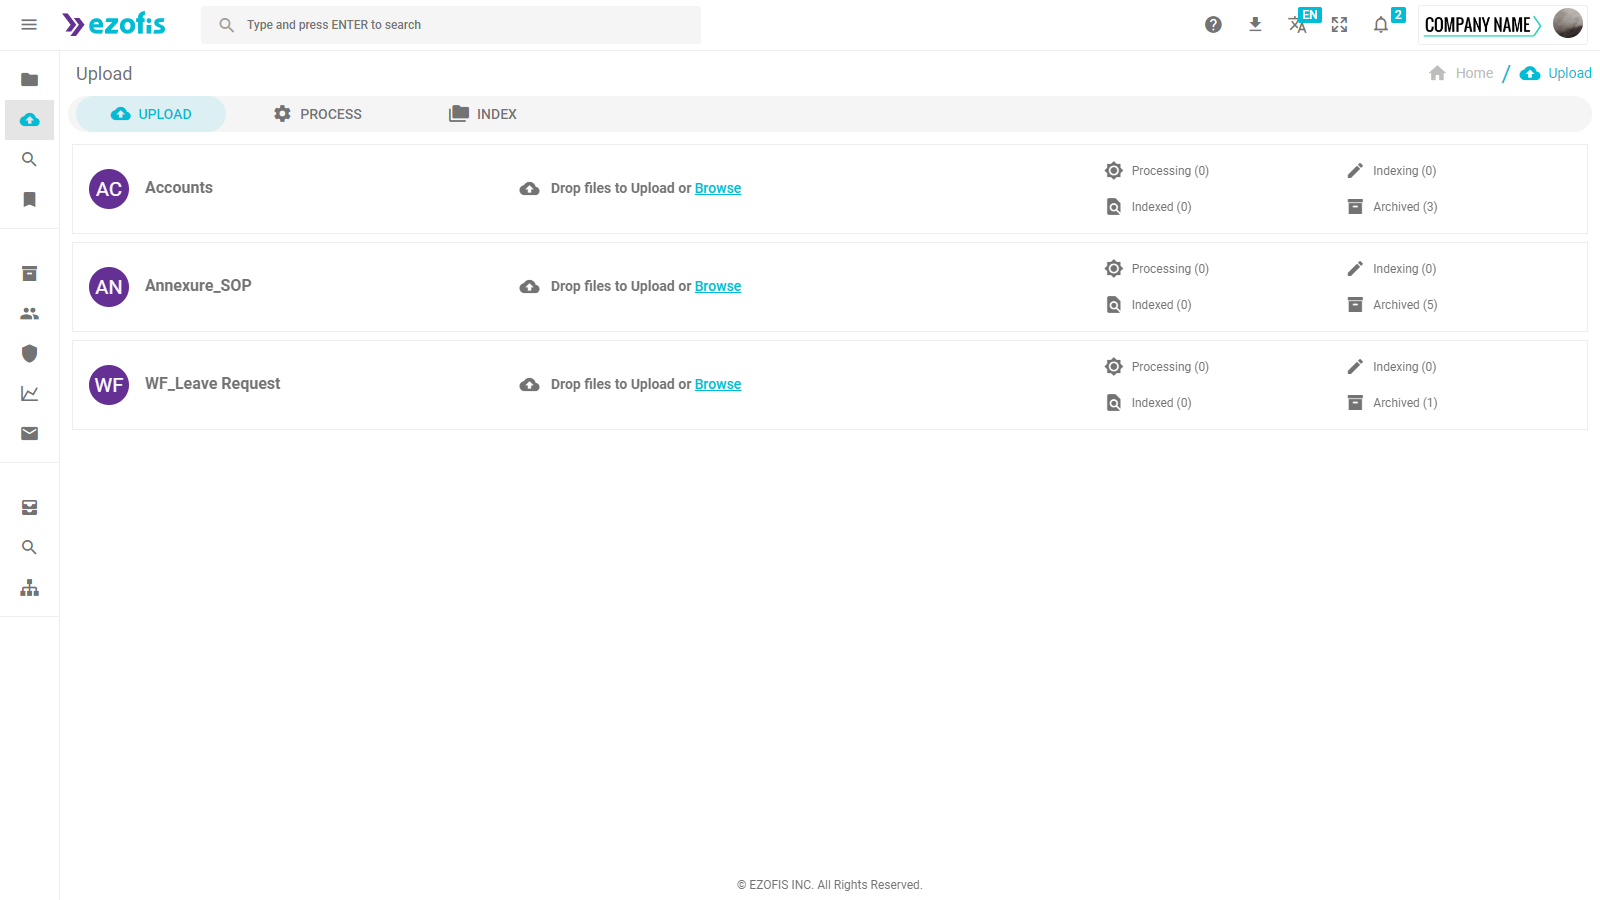 ezofis
Type and press ENTER to search
EN
2
COMPANY NAME
Upload
Home / Upload
UPLOAD
PROCESS
INDEX
AC
Accounts
Drop files to Upload or Browse
Processing (0)
Indexing (0)
Indexed (0)
Archived (3)
AN
Annexure_SOP
Drop files to Upload or Browse
Processing (0)
Indexing (0)
Indexed (0)
Archived (5)
WF
WF_Leave Request
Drop files to Upload or Browse
Processing (0)
Indexing (0)
Indexed (0)
Archived (1)
© EZOFIS INC. All Rights Reserved.